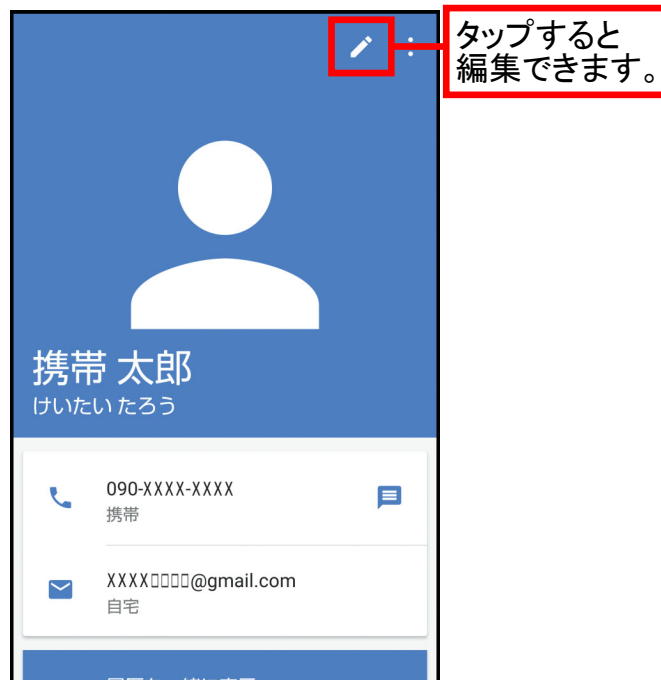 タップすると
編集できます。
携帯 太郎
けいたい たろう
090-XXXX-XXXX
携帯
XXXX▯▯▯▯@gmail.com
自宅